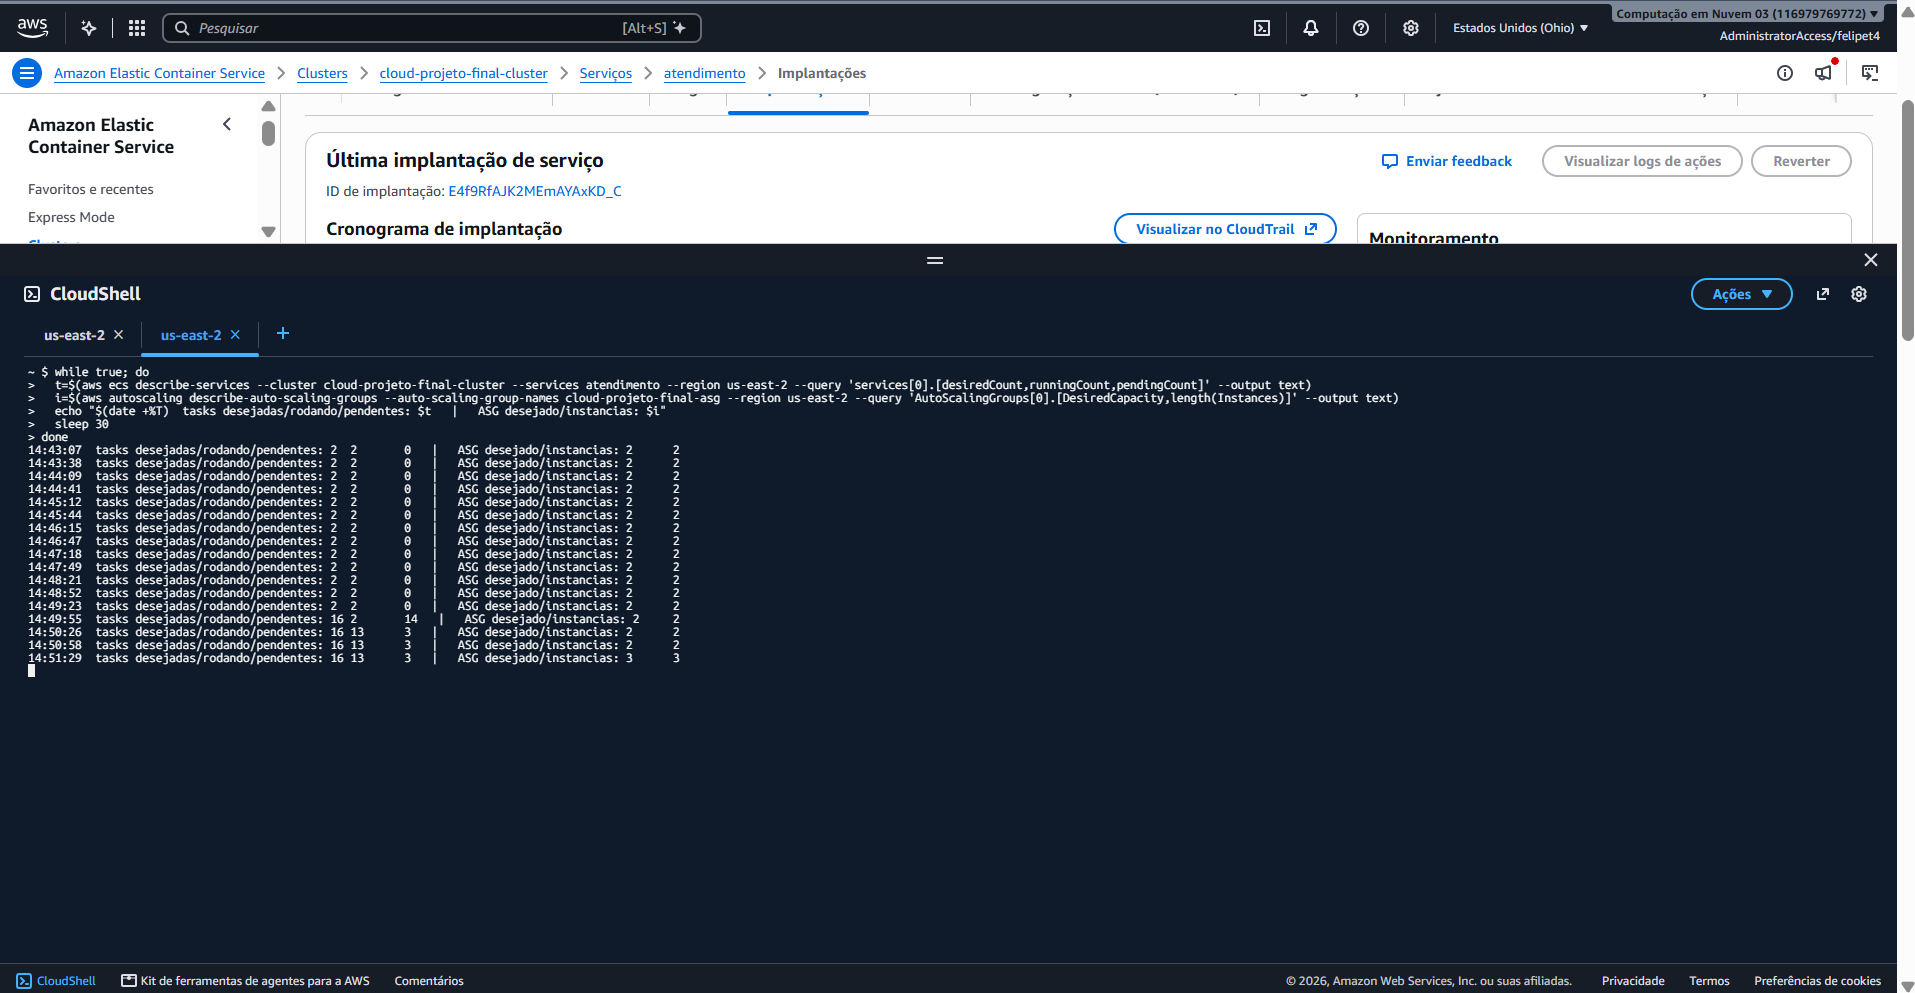 aws
Pesquisar
[Alt+S]
Estados Unidos (Ohio)
Computação em Nuvem 03 (116979769772)
AdministratorAccess/felipet4
Amazon Elastic Container Service
Clusters
cloud-projeto-final-cluster
Serviços
atendimento
Implantações
Amazon Elastic
Container Service
Favoritos e recentes
Express Mode
Última implantação de serviço
Enviar feedback
Visualizar logs de ações
Reverter
ID de implantação: E4f9RfAJK2MEmAYAxKD_C
Cronograma de implantação
Visualizar no CloudTrail
Monitoramento
CloudShell
Ações
us-east-2
us-east-2
~ $ while true; do
>   t=$(aws ecs describe-services --cluster cloud-projeto-final-cluster --services atendimento --region us-east-2 --query 'services[0].[desiredCount,runningCount,pendingCount]' --output text)
>   i=$(aws autoscaling describe-auto-scaling-groups --auto-scaling-group-names cloud-projeto-final-asg --region us-east-2 --query 'AutoScalingGroups[0].[DesiredCapacity,length(Instances)]' --output text)
>   echo "$(date +%T)  tasks desejadas/rodando/pendentes: $t   |   ASG desejado/instancias: $i"
>   sleep 30
> done
14:43:07  tasks desejadas/rodando/pendentes: 2  2       0   |   ASG desejado/instancias: 2      2
14:43:38  tasks desejadas/rodando/pendentes: 2  2       0   |   ASG desejado/instancias: 2      2
14:44:09  tasks desejadas/rodando/pendentes: 2  2       0   |   ASG desejado/instancias: 2      2
14:44:41  tasks desejadas/rodando/pendentes: 2  2       0   |   ASG desejado/instancias: 2      2
14:45:12  tasks desejadas/rodando/pendentes: 2  2       0   |   ASG desejado/instancias: 2      2
14:45:44  tasks desejadas/rodando/pendentes: 2  2       0   |   ASG desejado/instancias: 2      2
14:46:15  tasks desejadas/rodando/pendentes: 2  2       0   |   ASG desejado/instancias: 2      2
14:46:47  tasks desejadas/rodando/pendentes: 2  2       0   |   ASG desejado/instancias: 2      2
14:47:18  tasks desejadas/rodando/pendentes: 2  2       0   |   ASG desejado/instancias: 2      2
14:47:49  tasks desejadas/rodando/pendentes: 2  2       0   |   ASG desejado/instancias: 2      2
14:48:21  tasks desejadas/rodando/pendentes: 2  2       0   |   ASG desejado/instancias: 2      2
14:48:52  tasks desejadas/rodando/pendentes: 2  2       0   |   ASG desejado/instancias: 2      2
14:49:23  tasks desejadas/rodando/pendentes: 2  2       0   |   ASG desejado/instancias: 2      2
14:49:55  tasks desejadas/rodando/pendentes: 16 2       14   |   ASG desejado/instancias: 2     2
14:50:26  tasks desejadas/rodando/pendentes: 16 13      3   |   ASG desejado/instancias: 2      2
14:50:58  tasks desejadas/rodando/pendentes: 16 13      3   |   ASG desejado/instancias: 2      2
14:51:29  tasks desejadas/rodando/pendentes: 16 13      3   |   ASG desejado/instancias: 3      3
CloudShell
Kit de ferramentas de agentes para a AWS
Comentários
© 2026, Amazon Web Services, Inc. ou suas afiliadas.
Privacidade
Termos
Preferências de cookies